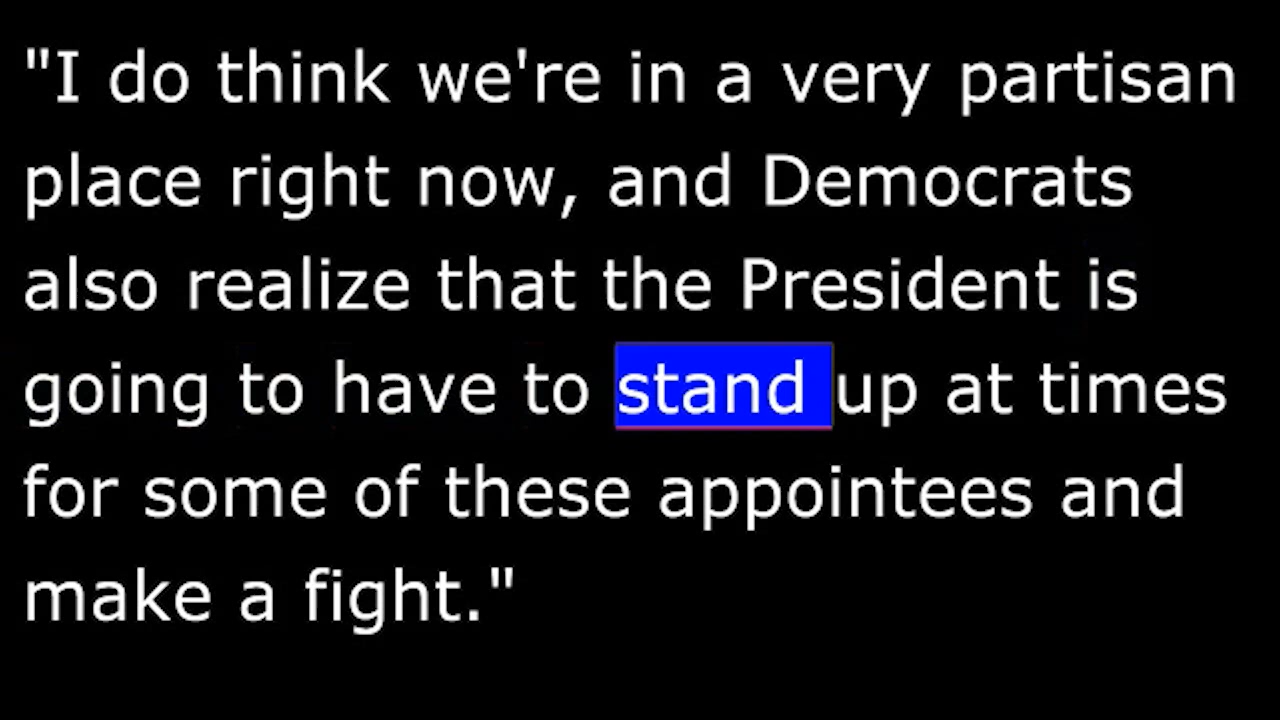 "I do think we're in a very partisan
place right now, and Democrats
also realize that the President is
going to have to stand up at times
for some of these appointees and
make a fight."